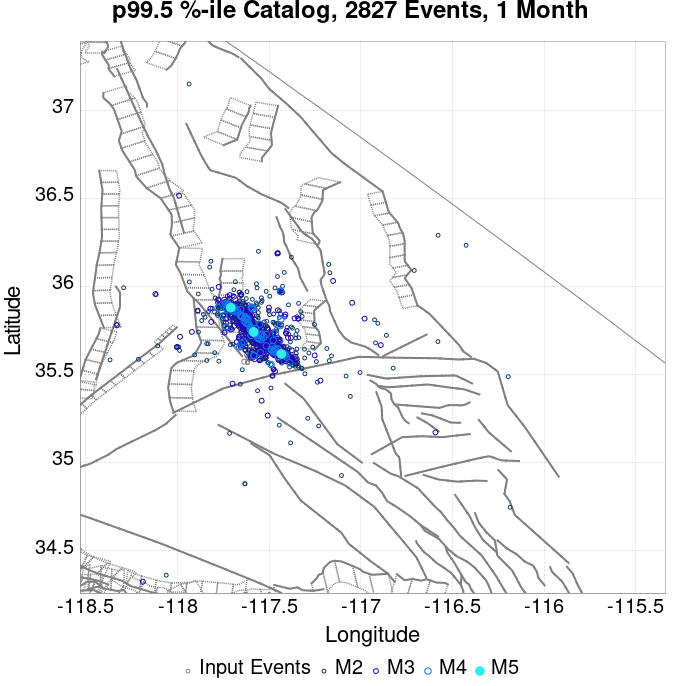 p99.5 %-ile Catalog, 2827 Events, 1 Month
37
36.5
36
35.5
35
34.5
Latitude
-118.5 -118 -117.5 -117 -116.5 -116 -115.5
Longitude
Input Events M2 M3 M4 M5